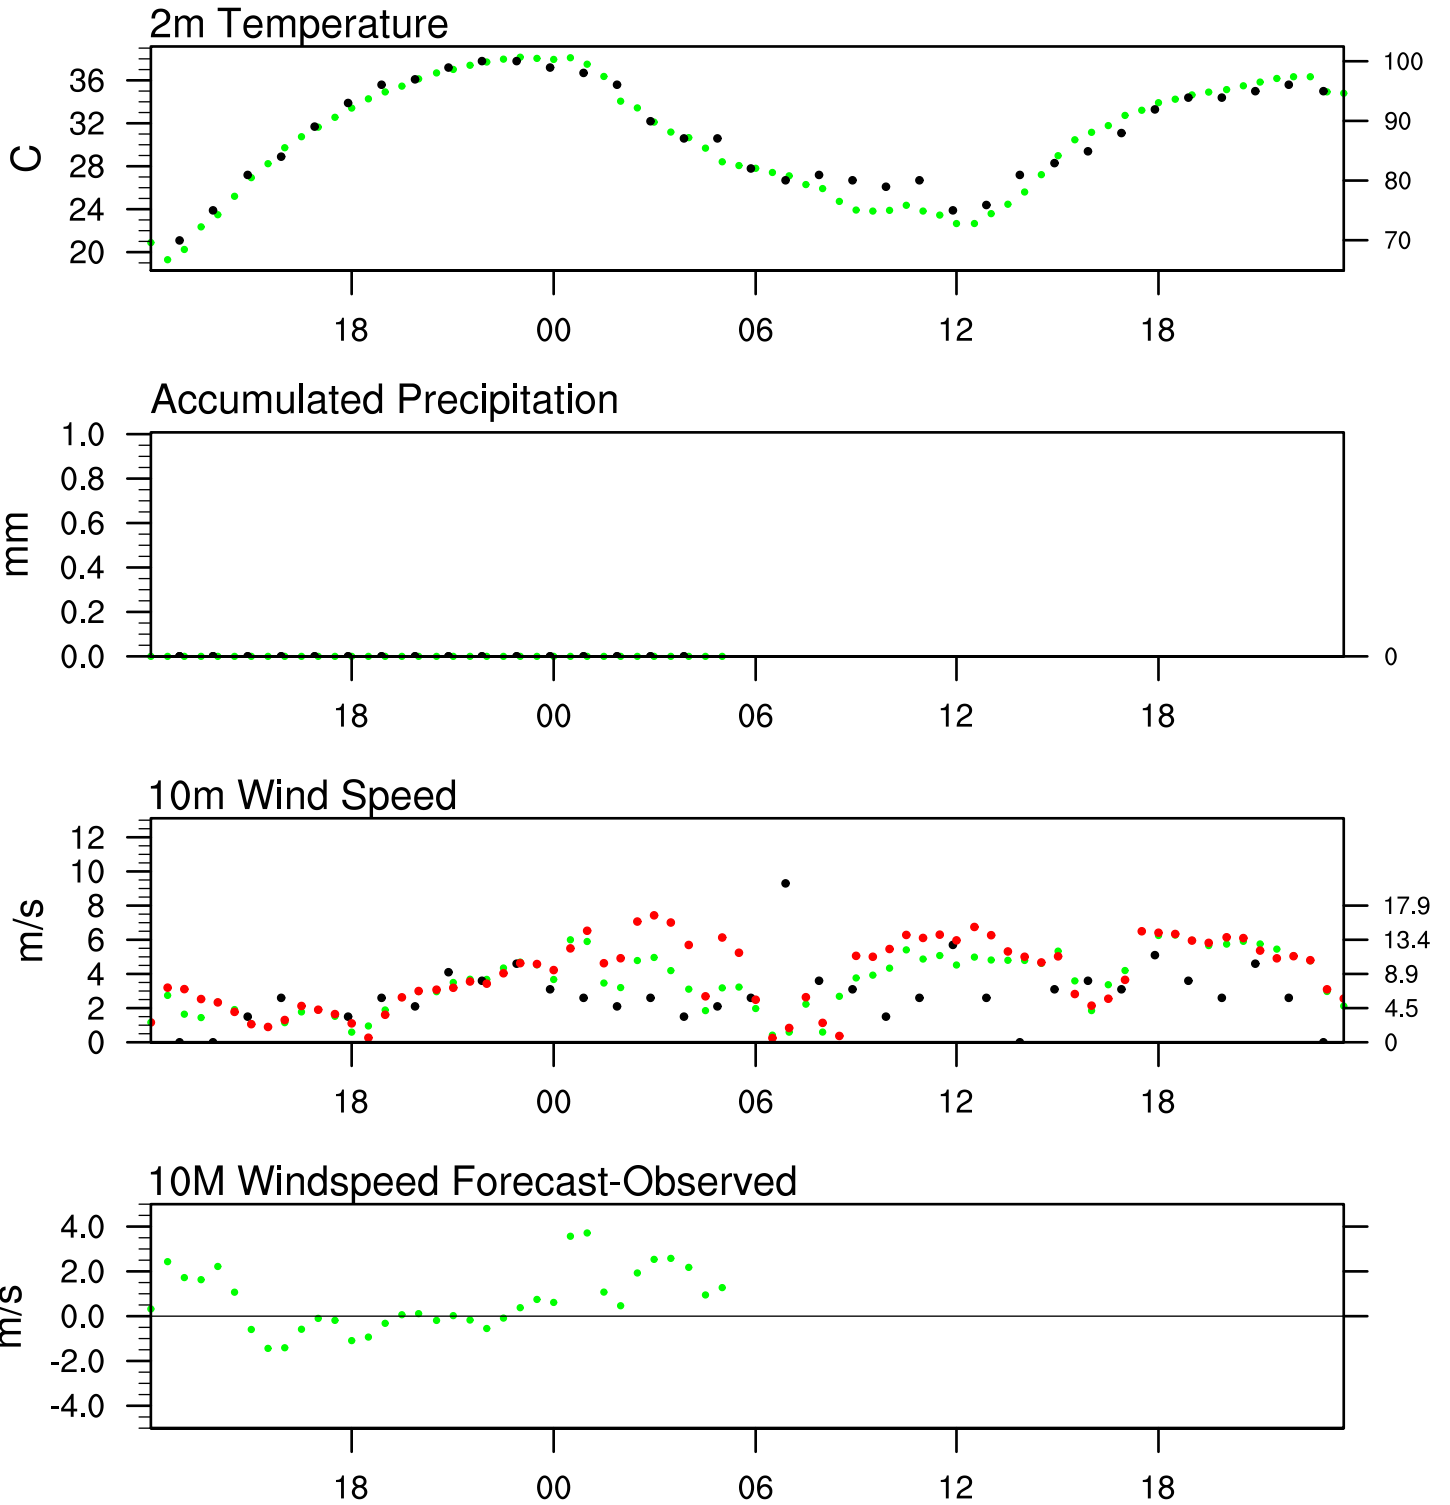 2m Temperature
C
36
32
28
24
20
100
90
80
70
18 00 06 12 18
Accumulated Precipitation
mm
1.0
0.8
0.6
0.4
0.2
0.0
0
18 00 06 12 18
10m Wind Speed
m/s
12
10
8
6
4
2
0
17.9
13.4
8.9
4.5
0
18 00 06 12 18
10M Windspeed Forecast-Observed
m/s
4.0
2.0
0.0
-2.0
-4.0
18 00 06 12 18